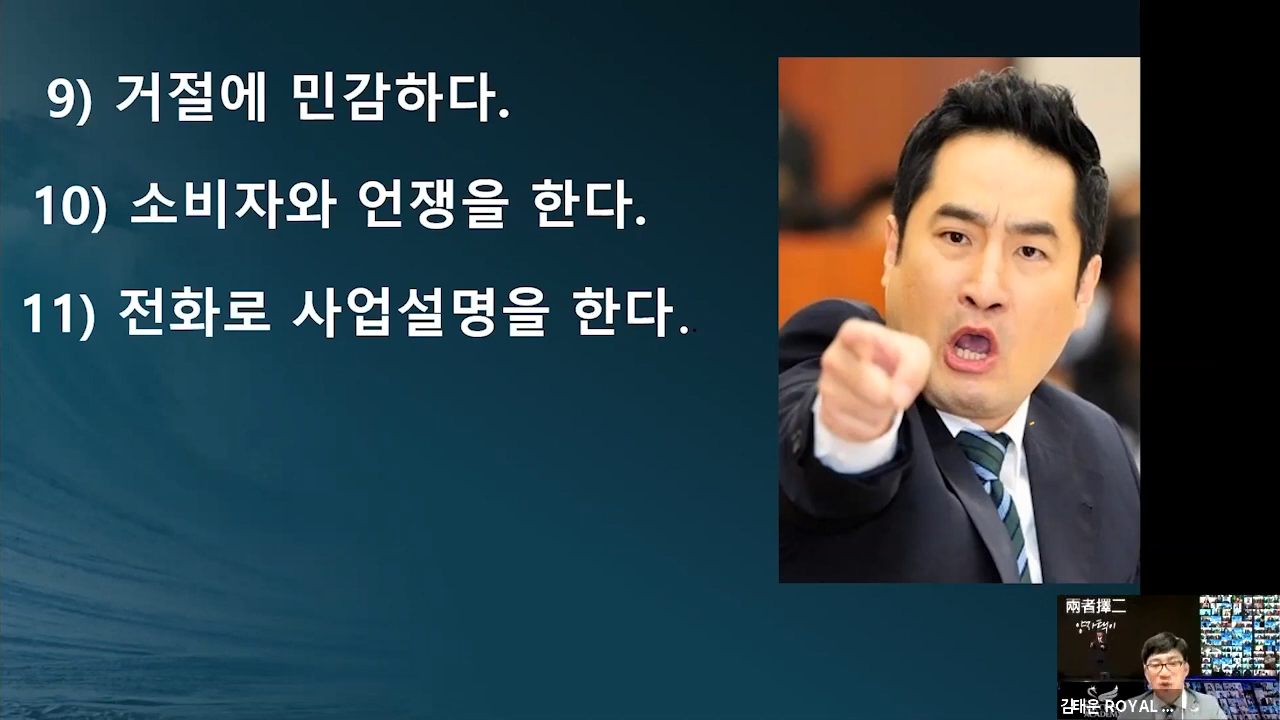 9) 거절에 민감하다.
10) 소비자와 언쟁을 한다.
11) 전화로 사업설명을 한다..
兩者擇二
양자택이
김태운 ROYAL ...